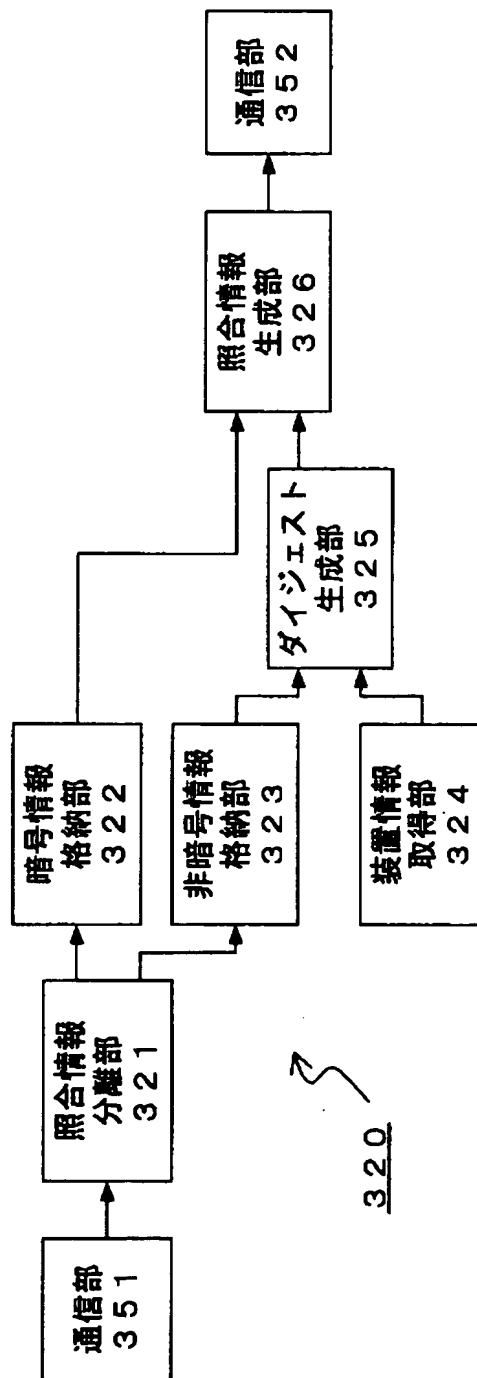 通信部
３５１
照合情報
分離部
３２１
暗号情報
格納部
３２２
非暗号情報
格納部
３２３
装置情報
取得部
３２４
ダイジェスト
生成部
３２５
照合情報
生成部
３２６
通信部
３５２
３２０